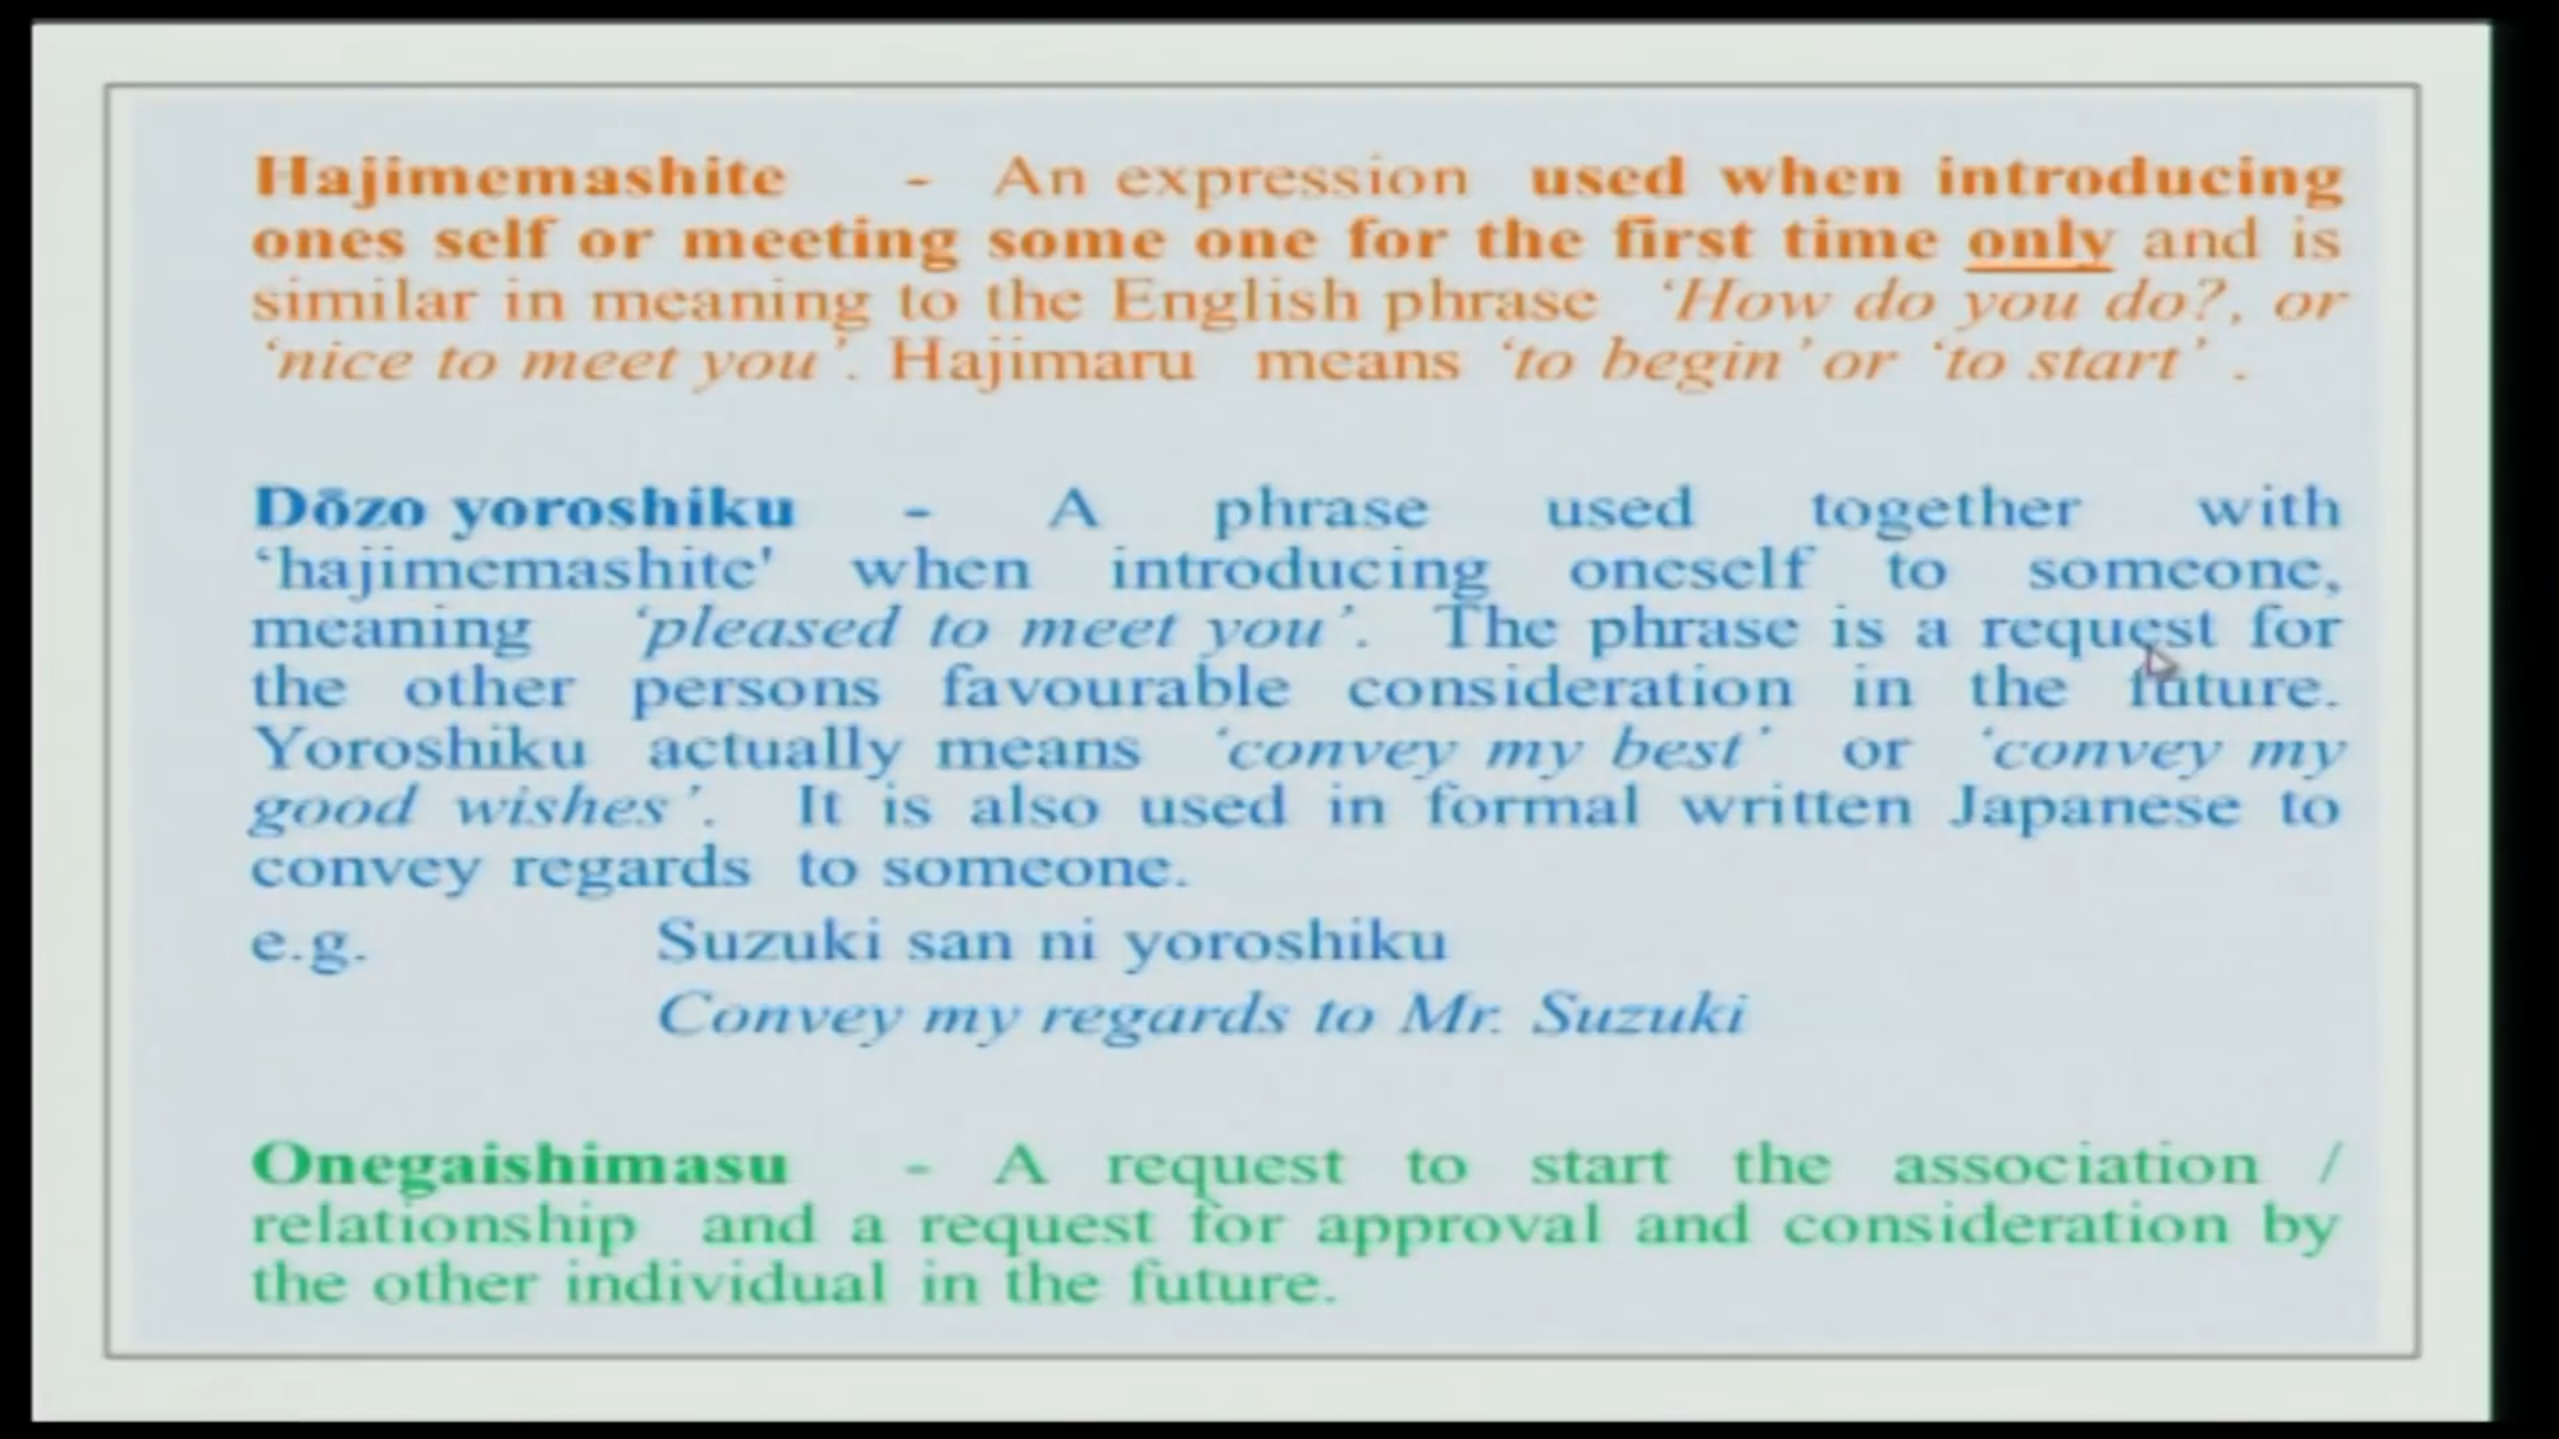 Hajimemashite - An expression used when introducing
ones self or meeting some one for the first time only and is
similar in meaning to the English phrase ‘How do you do?, or
‘nice to meet you’. Hajimaru means ‘to begin’ or ‘to start’ .
Dōzo yoroshiku - A phrase used together with
‘hajimemashite' when introducing oneself to someone,
meaning ‘pleased to meet you’. The phrase is a request for
the other persons favourable consideration in the future.
Yoroshiku actually means ‘convey my best’ or ‘convey my
good wishes’. It is also used in formal written Japanese to
convey regards to someone.
e.g. Suzuki san ni yoroshiku
Convey my regards to Mr. Suzuki
Onegaishimasu - A request to start the association /
relationship and a request for approval and consideration by
the other individual in the future.